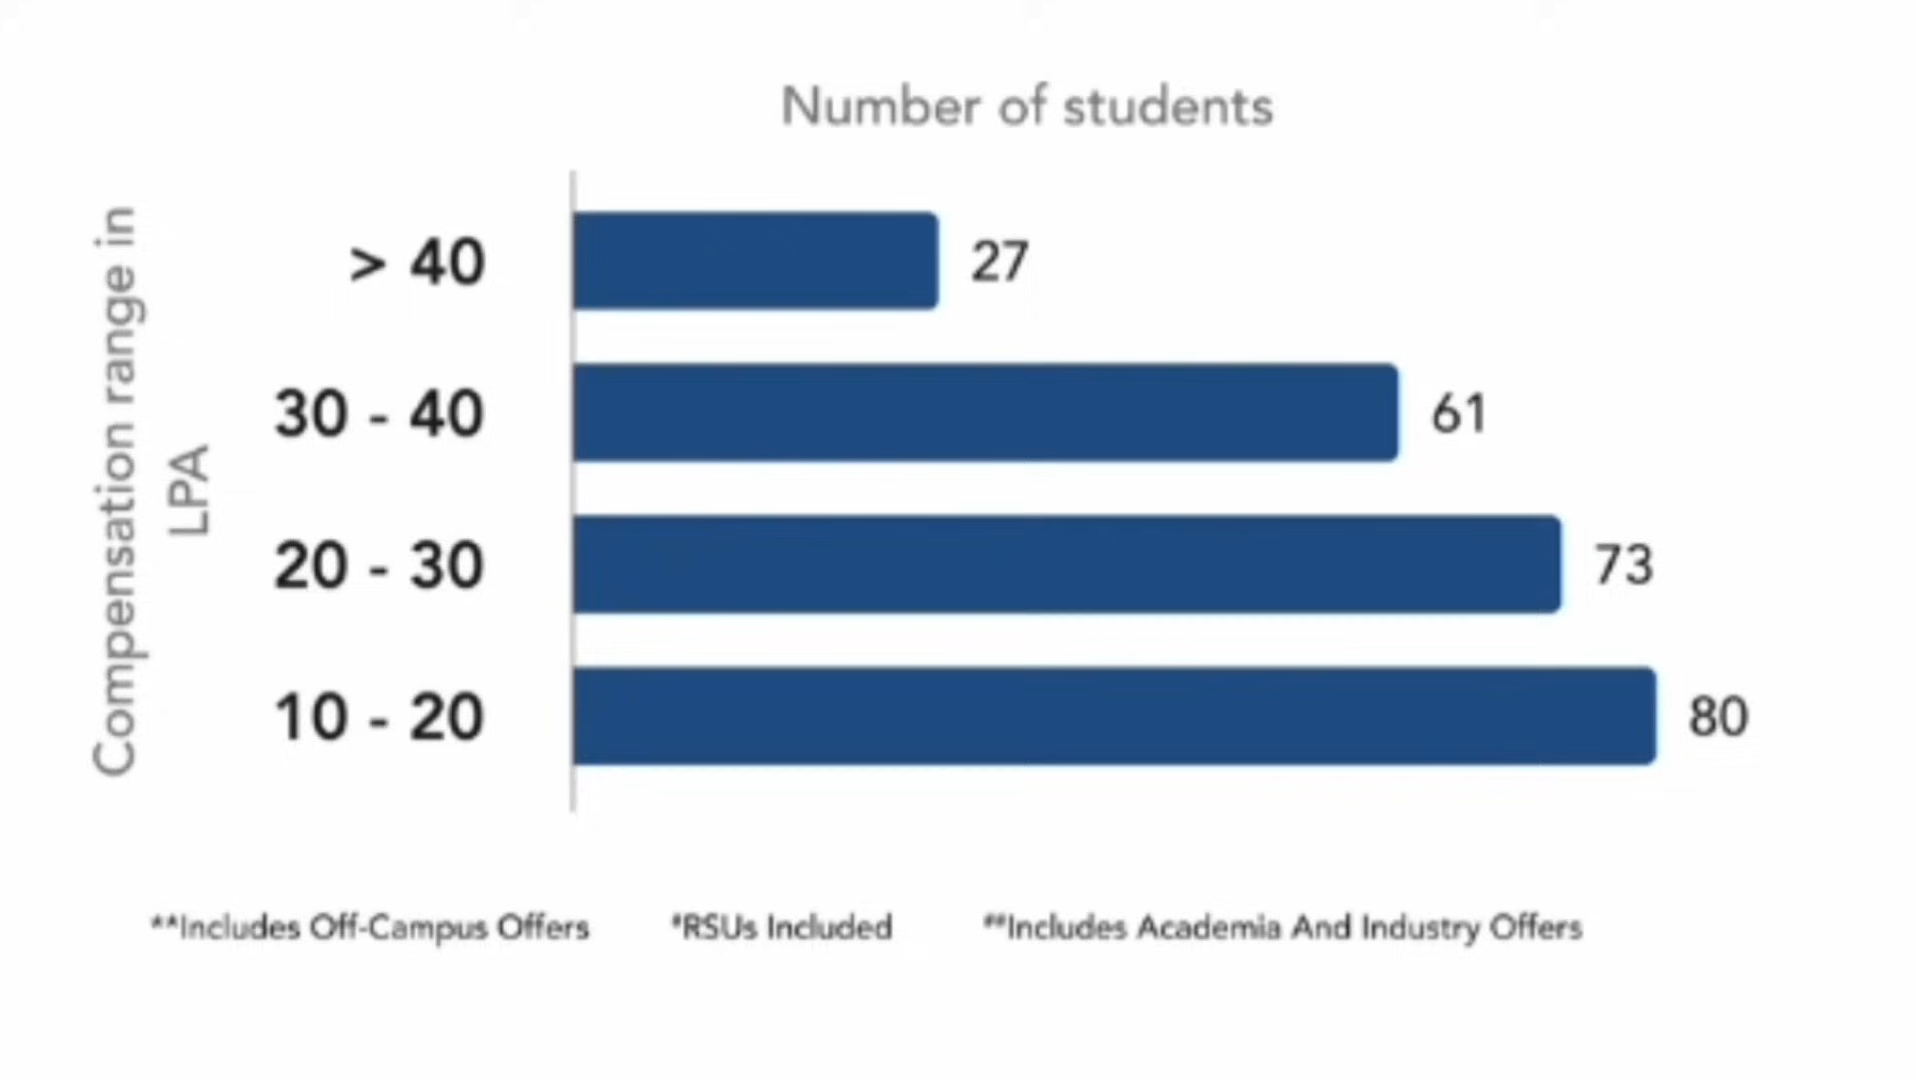 Number of students
Compensation range in
LPA
> 40
27
30 - 40
61
20 - 30
73
10 - 20
80
**Includes Off-Campus Offers
#RSUs Included
##Includes Academia And Industry Offers